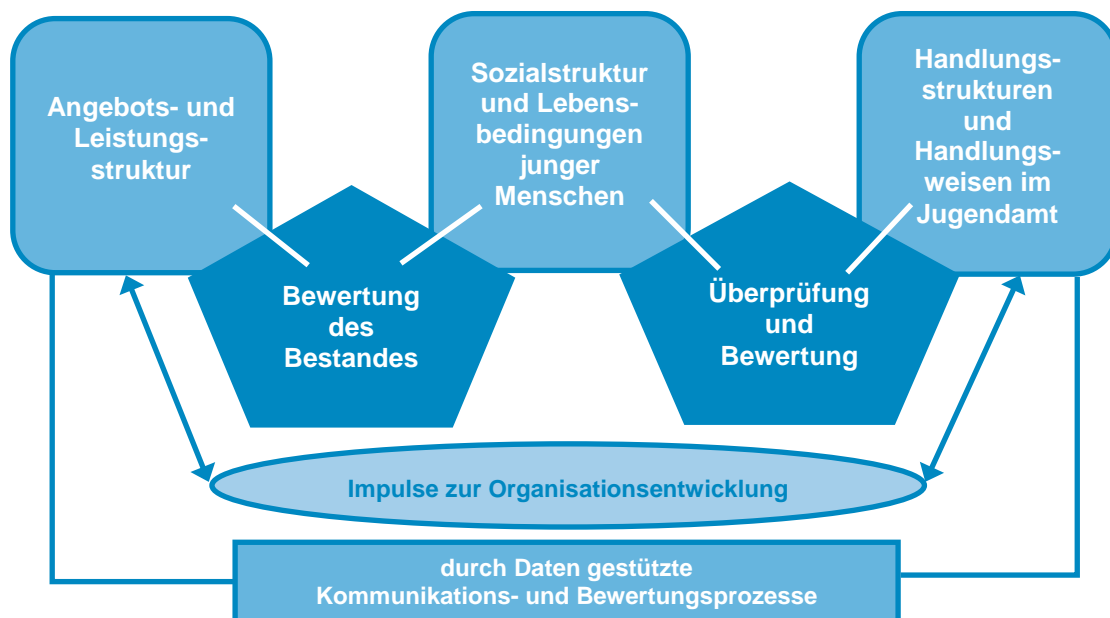 Angebots- und
Leistungs-
struktur
Sozialstruktur
und Lebens-
bedingungen
junger
Menschen
Handlungs-
strukturen
und
Handlungs-
weisen im
Jugendamt
Bewertung
des
Bestandes
Überprüfung
und
Bewertung
Impulse zur Organisationsentwicklung
durch Daten gestützte
Kommunikations- und Bewertungsprozesse